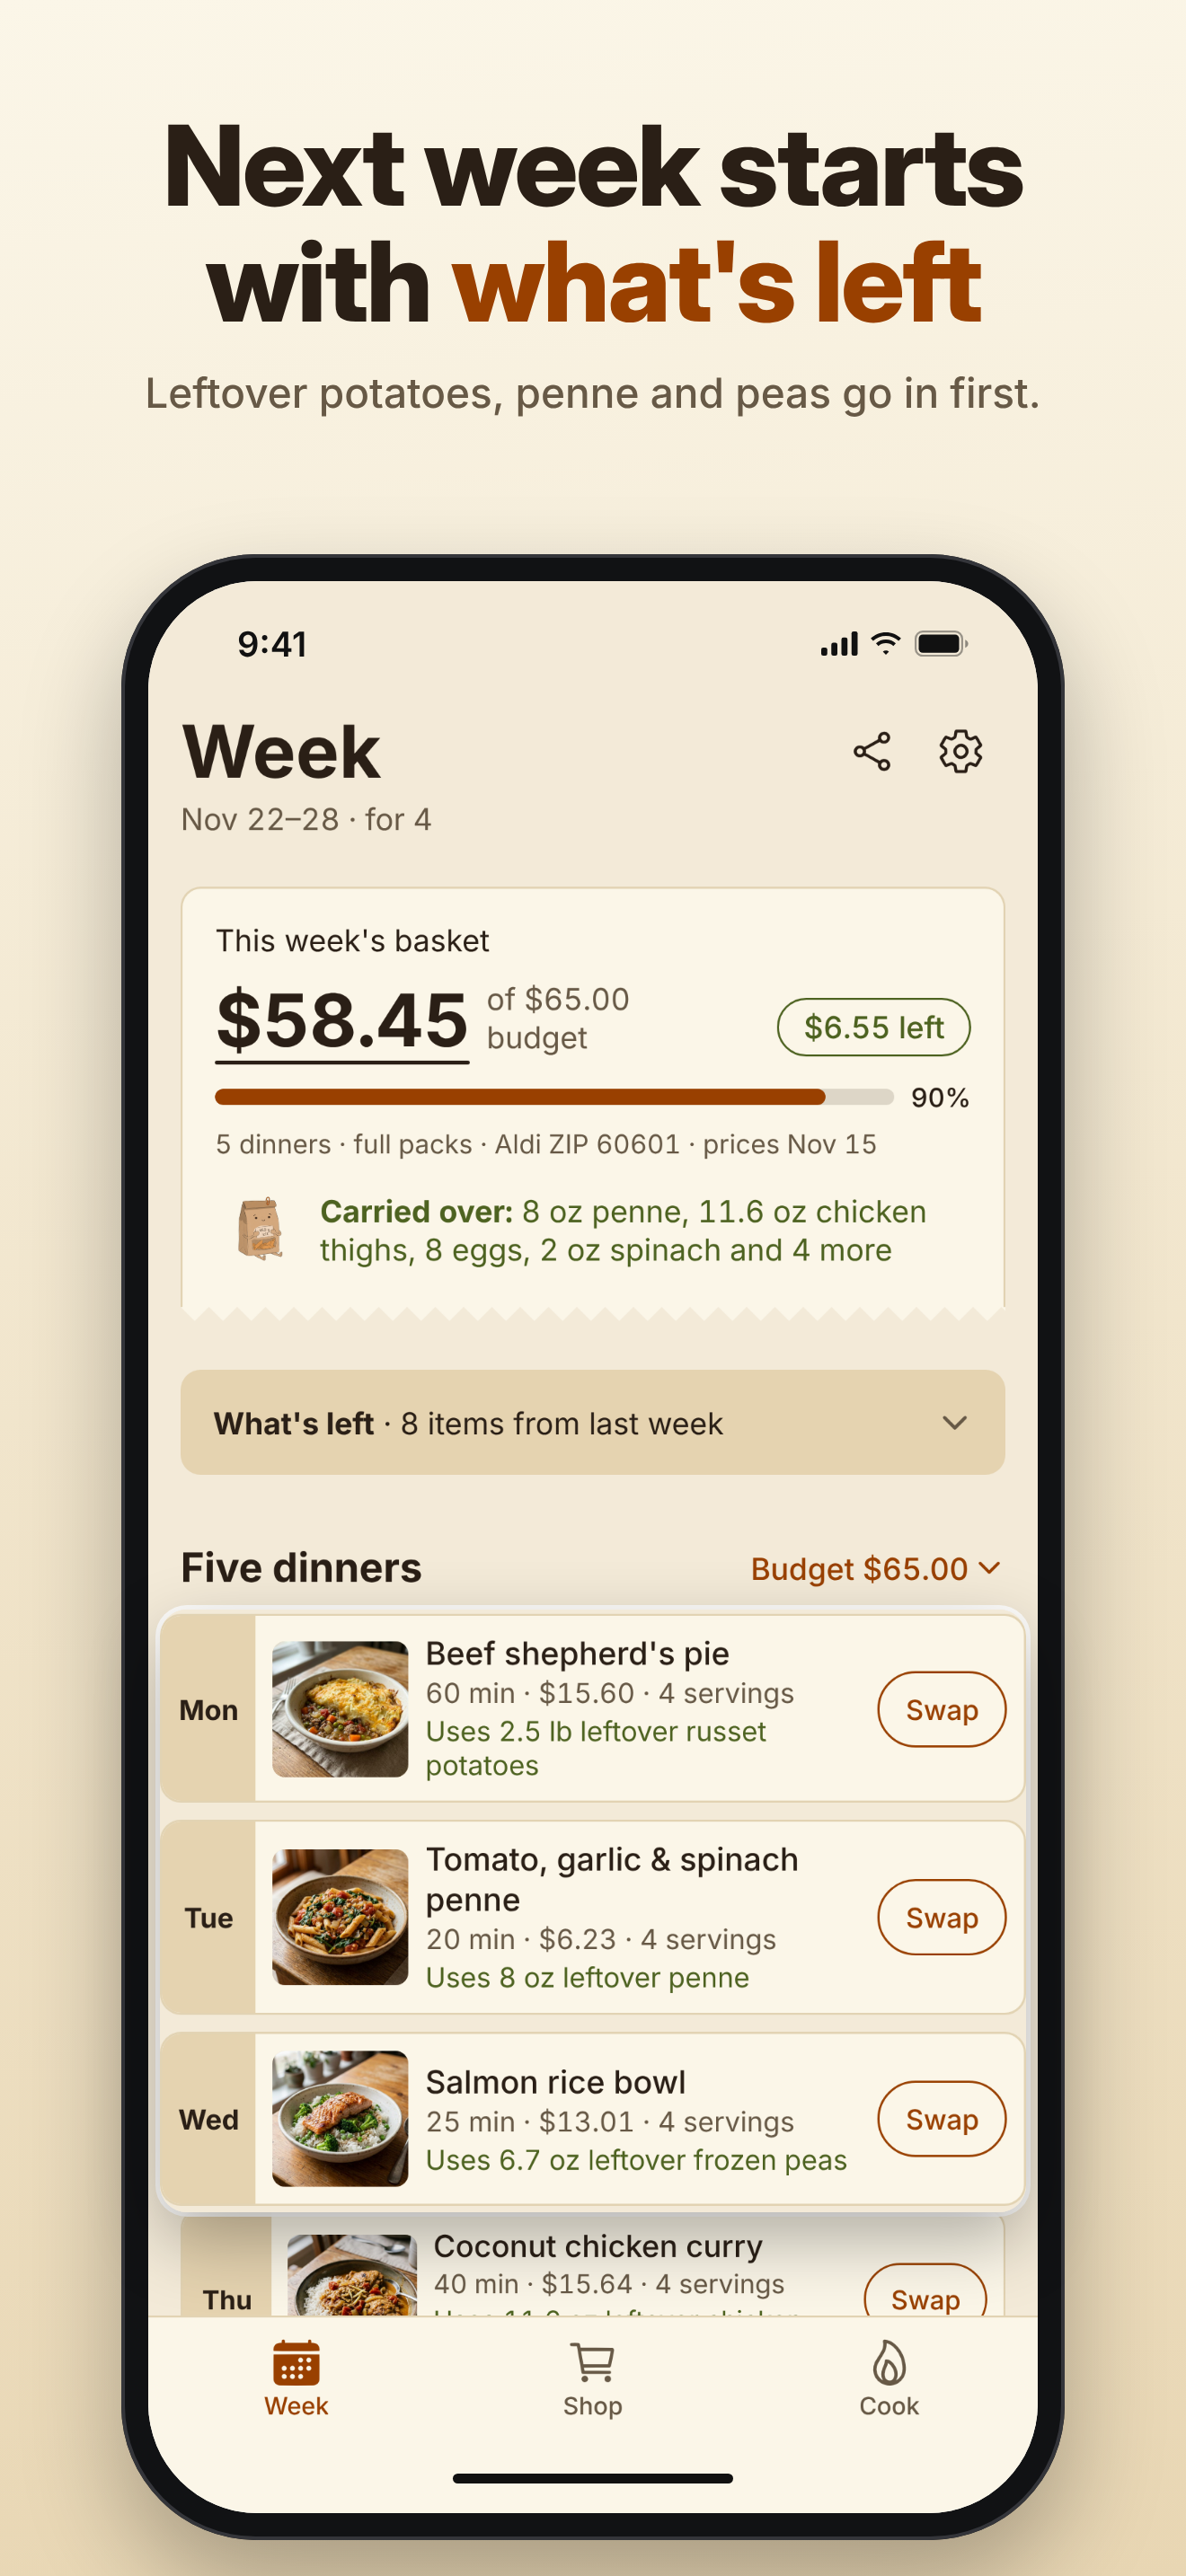 Next week starts
with what's left
Leftover potatoes, penne and peas go in first.
9:41
Week
Nov 22–28 · for 4
This week's basket
$58.45 of $65.00 budget
$6.55 left
90%
5 dinners · full packs · Aldi ZIP 60601 · prices Nov 15
Carried over: 8 oz penne, 11.6 oz chicken
thighs, 8 eggs, 2 oz spinach and 4 more
What's left · 8 items from last week
Five dinners
Budget $65.00
Mon
Beef shepherd's pie
60 min · $15.60 · 4 servings
Uses 2.5 lb leftover russet
potatoes
Swap
Tue
Tomato, garlic & spinach
penne
20 min · $6.23 · 4 servings
Uses 8 oz leftover penne
Swap
Wed
Salmon rice bowl
25 min · $13.01 · 4 servings
Uses 6.7 oz leftover frozen peas
Swap
Thu
Coconut chicken curry
40 min · $15.64 · 4 servings
Swap
Week
Shop
Cook